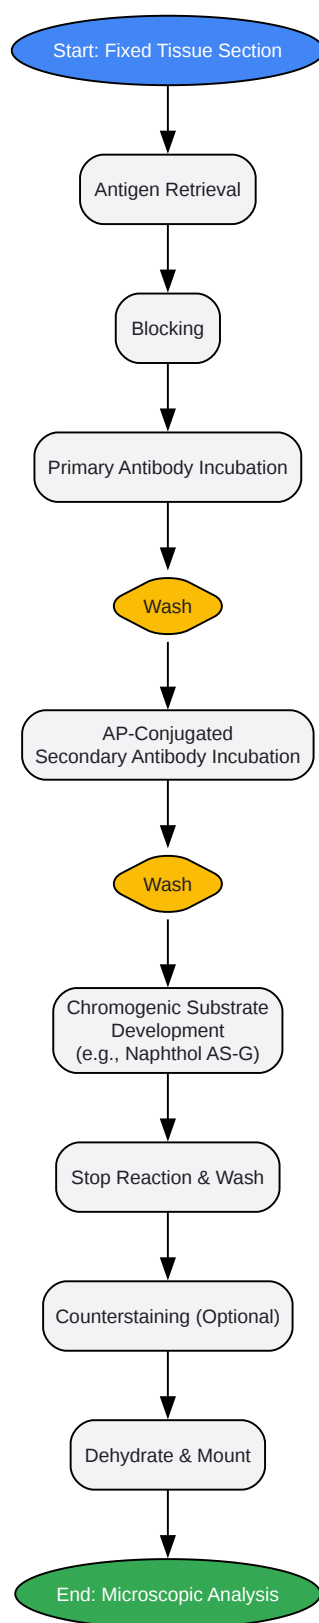 Start: Fixed Tissue Section
Antigen Retrieval
Blocking
Primary Antibody Incubation
Wash
AP-Conjugated
Secondary Antibody Incubation
Wash
Chromogenic Substrate
Development
(e.g., Naphthol AS-G)
Stop Reaction & Wash
Counterstaining (Optional)
Dehydrate & Mount
End: Microscopic Analysis